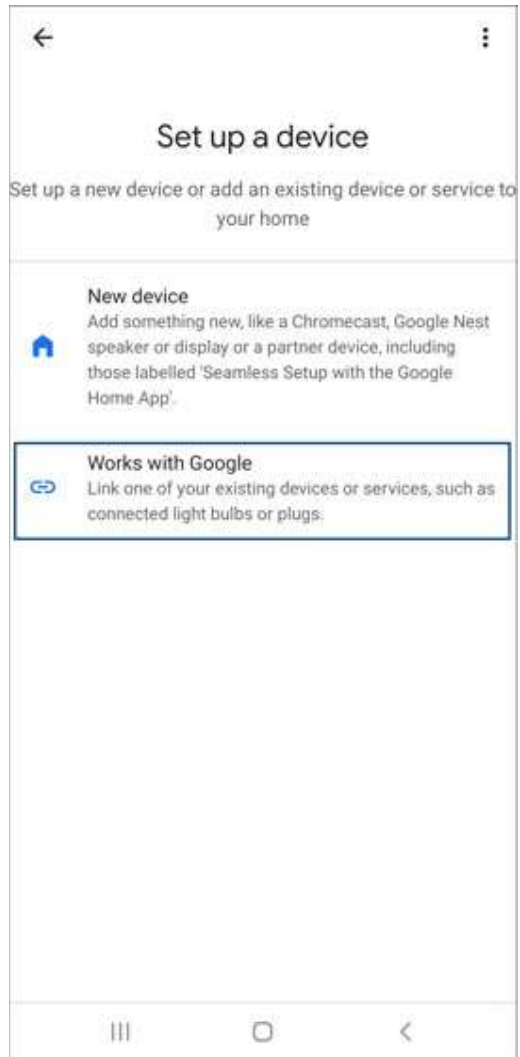 Set up a device
Set up a new device or add an existing device or service to
your home
New device
Add something new, like a Chromecast, Google Nest
speaker or display or a partner device, including
those labelled 'Seamless Setup with the Google
Home App'.
Works with Google
Link one of your existing devices or services, such as
connected light bulbs or plugs.